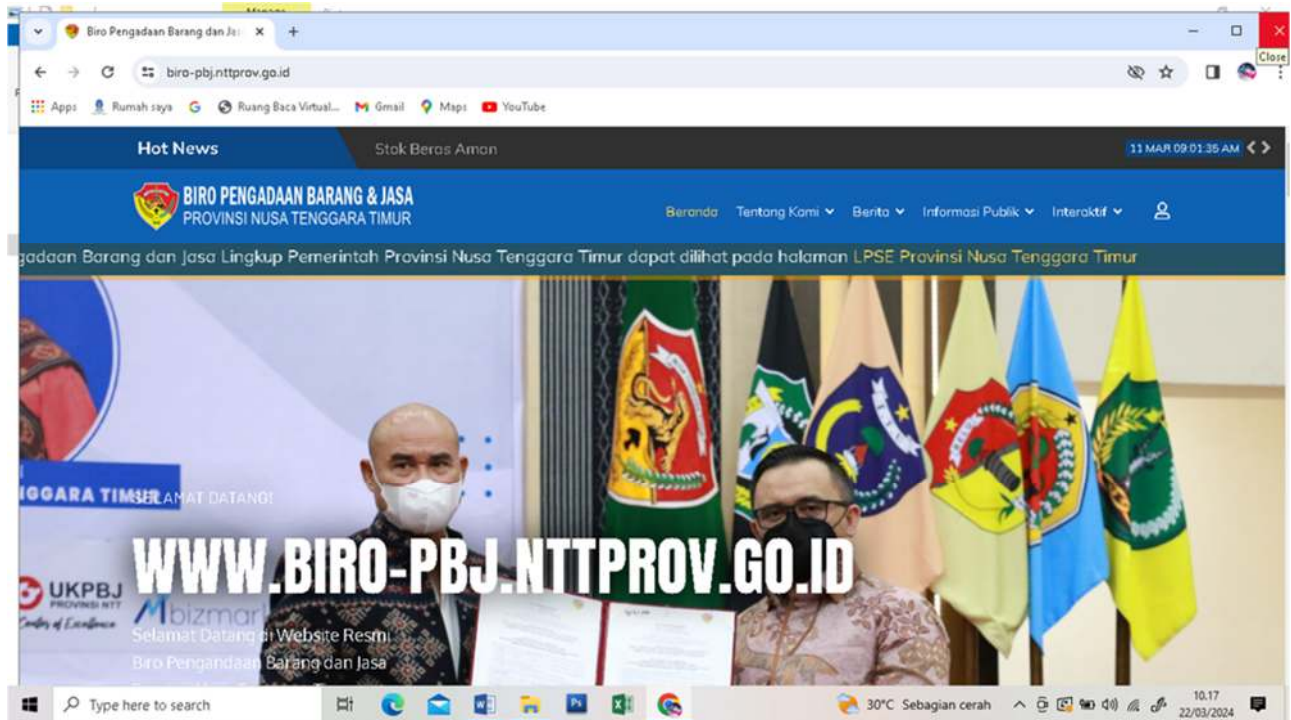 Biro Pengadaan Barang dan Ja
biro-pbj.nttprov.go.id
Close
Apps Rumah saya Ruang Baca Virtual... Gmail Maps YouTube
Hot News Stok Beras Aman 11 MAR 09:01:35 AM
BIRO PENGADAAN BARANG & JASA
PROVINSI NUSA TENGGARA TIMUR
Beranda Tentang Kami Berita Informasi Publik Interaktif
gadaan Barang dan Jasa Lingkup Pemerintah Provinsi Nusa Tenggara Timur dapat dilihat pada halaman LPSE Provinsi Nusa Tenggara Timur
SELAMAT DATANG!
WWW.BIRO-PBJ.NTTPROV.GO.ID
UKPBJ
PROVINSI NTT
Center of Excellence
Mbizmar
Selamat Datang di Website Resmi
Biro Pengandaan Barang dan Jasa
Type here to search
30°C Sebagian cerah
10.17
22/03/2024